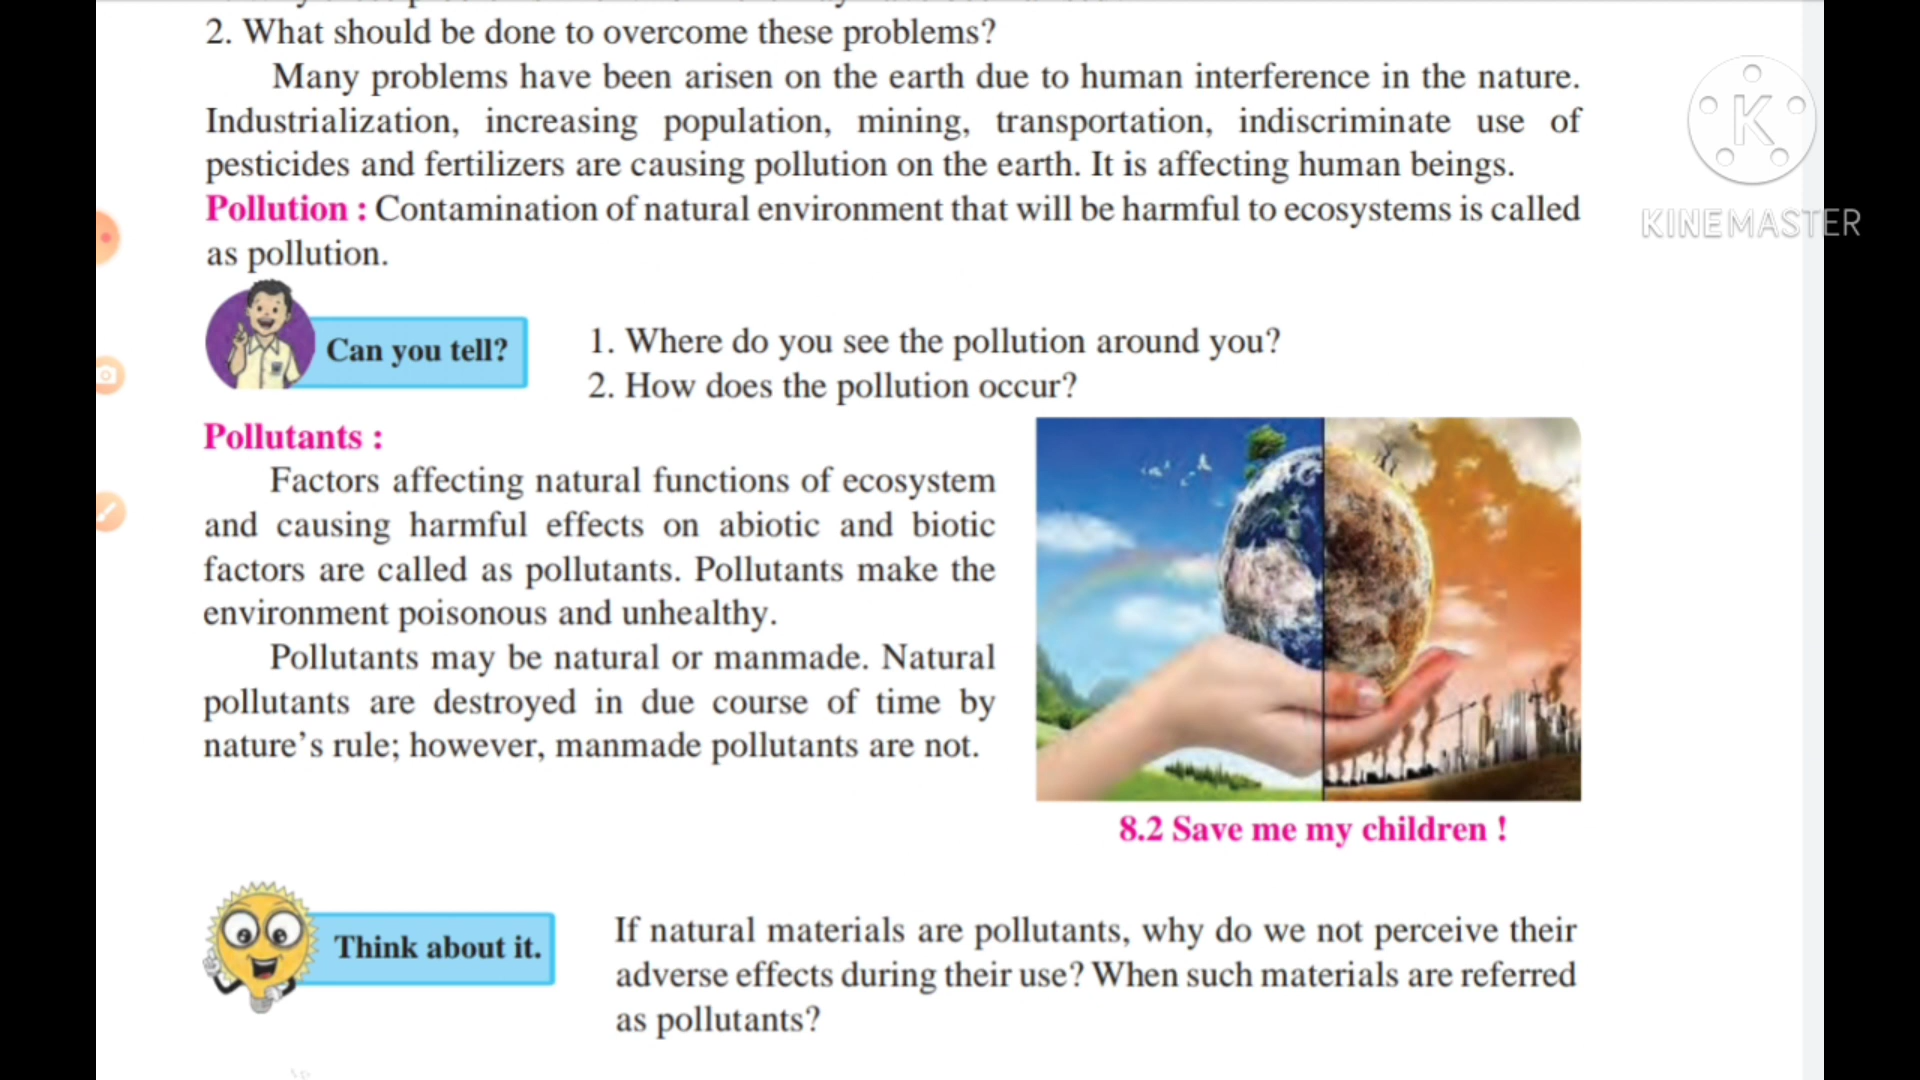 2. What should be done to overcome these problems?
Many problems have been arisen on the earth due to human interference in the nature.
Industrialization, increasing population, mining, transportation, indiscriminate use of
pesticides and fertilizers are causing pollution on the earth. It is affecting human beings.
Pollution : Contamination of natural environment that will be harmful to ecosystems is called
as pollution.
Can you tell?
1. Where do you see the pollution around you?
2. How does the pollution occur?
Pollutants :
Factors affecting natural functions of ecosystem
and causing harmful effects on abiotic and biotic
factors are called as pollutants. Pollutants make the
environment poisonous and unhealthy.
Pollutants may be natural or manmade. Natural
pollutants are destroyed in due course of time by
nature's rule; however, manmade pollutants are not.
8.2 Save me my children !
Think about it.
If natural materials are pollutants, why do we not perceive their
adverse effects during their use? When such materials are referred
as pollutants?
K
KINEMASTER